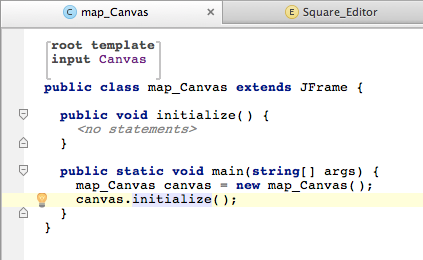 C map_Canvas × E Square_Editor
root template
input Canvas
public class map_Canvas extends JFrame {
public void initialize() {
<no statements>
}
public static void main(string[] args) {
map_Canvas canvas = new map_Canvas();
canvas.initialize();
}
}